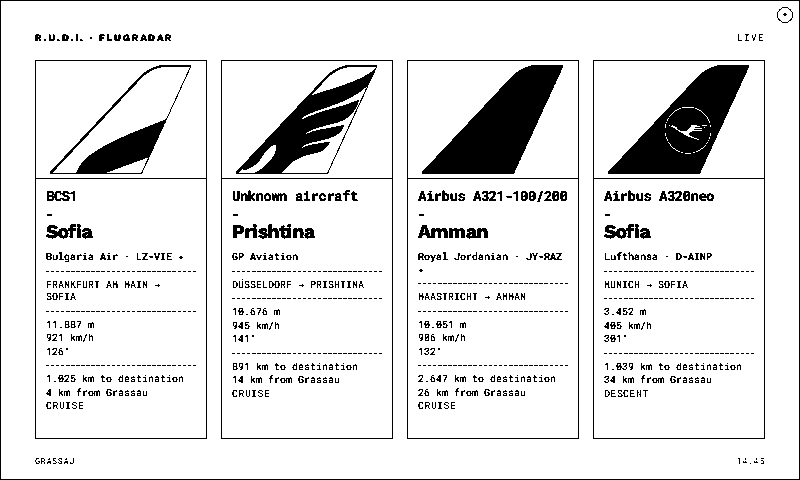 R.U.D.I. · FLUGRADAR
LIVE
BCS1
-
Sofia
Bulgaria Air · LZ-VIE ✦
FRANKFURT AM MAIN →
SOFIA
11.887 m
921 km/h
126°
1.025 km to destination
4 km from Grassau
CRUISE
Unknown aircraft
-
Prishtina
GP Aviation
DÜSSELDORF → PRISHTINA
10.676 m
945 km/h
141°
891 km to destination
14 km from Grassau
CRUISE
Airbus A321-100/200
-
Amman
Royal Jordanian · JY-RAZ
✦
MAASTRICHT → AMMAN
10.051 m
906 km/h
132°
2.647 km to destination
26 km from Grassau
CRUISE
Airbus A320neo
-
Sofia
Lufthansa · D-AINP
MUNICH → SOFIA
3.452 m
405 km/h
301°
1.039 km to destination
34 km from Grassau
DESCENT
GRASSAU
14.45